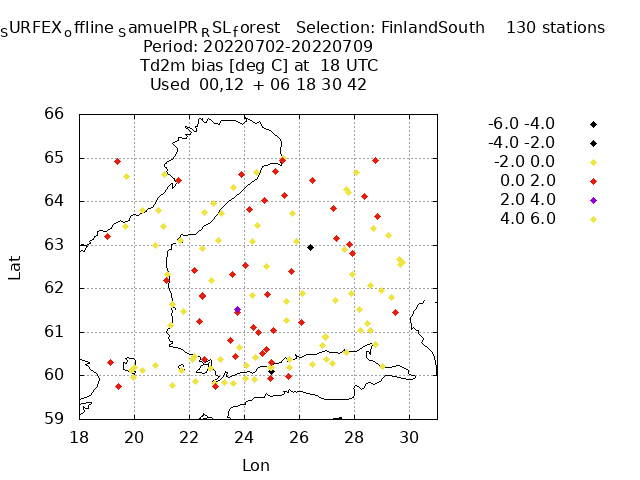 SURFEXoffline SamuelPRRSLforest Selection: FinlandSouth 130 stations
Period: 20220702-20220709
Td2m bias [deg C] at 18 UTC
Used 00,12 + 06 18 30 42
66
65
64
63
62
61
60
59
18 20 22 24 26 28 30
Lat
Lon
-6.0 -4.0
-4.0 -2.0
-2.0 0.0
0.0 2.0
2.0 4.0
4.0 6.0